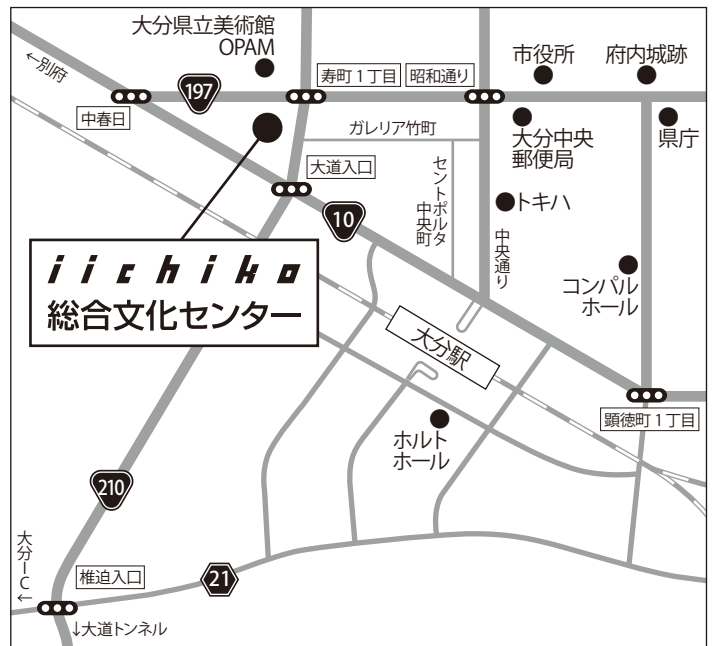 大分県立美術館
OPAM
←別府
197
寿町１丁目
昭和通り
市役所
府内城跡
中春日
ガレリア竹町
大分中央
郵便局
県庁
大道入口
セントポルタ
中央町
トキハ
10
中央通り
iichiko
総合文化センター
コンパル
ホール
大分駅
顕徳町１丁目
ホルト
ホール
210
大分IC←
椎迫入口
21
↓大道トンネル